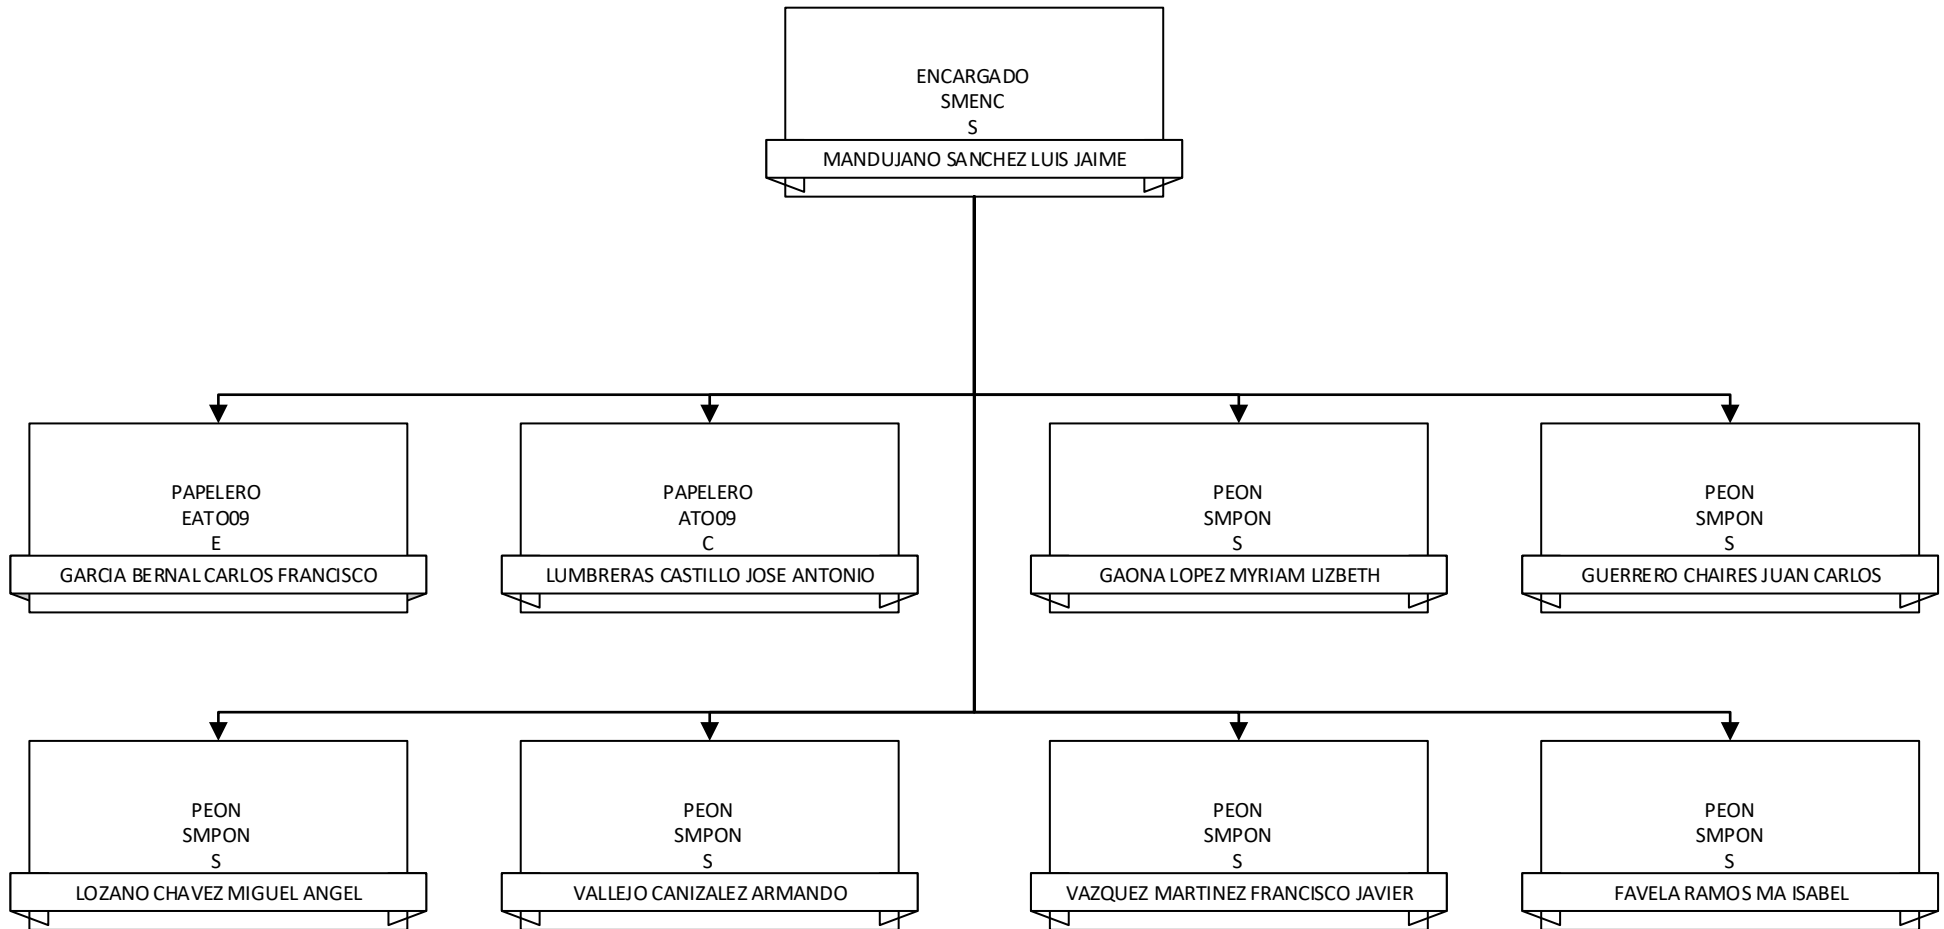 ENCARGADO
SMENC
S
MANDUJANO SANCHEZ LUIS JAIME
PAPELERO
EATO09
E
GARCIA BERNAL CARLOS FRANCISCO
PAPELERO
ATO09
C
LUMBRERAS CASTILLO JOSE ANTONIO
PEON
SMPON
S
GAONA LOPEZ MYRIAM LIZBETH
PEON
SMPON
S
GUERRERO CHAIRES JUAN CARLOS
PEON
SMPON
S
LOZANO CHAVEZ MIGUEL ANGEL
PEON
SMPON
S
VALLEJO CANIZALEZ ARMANDO
PEON
SMPON
S
VAZQUEZ MARTINEZ FRANCISCO JAVIER
PEON
SMPON
S
FAVELA RAMOS MA ISABEL